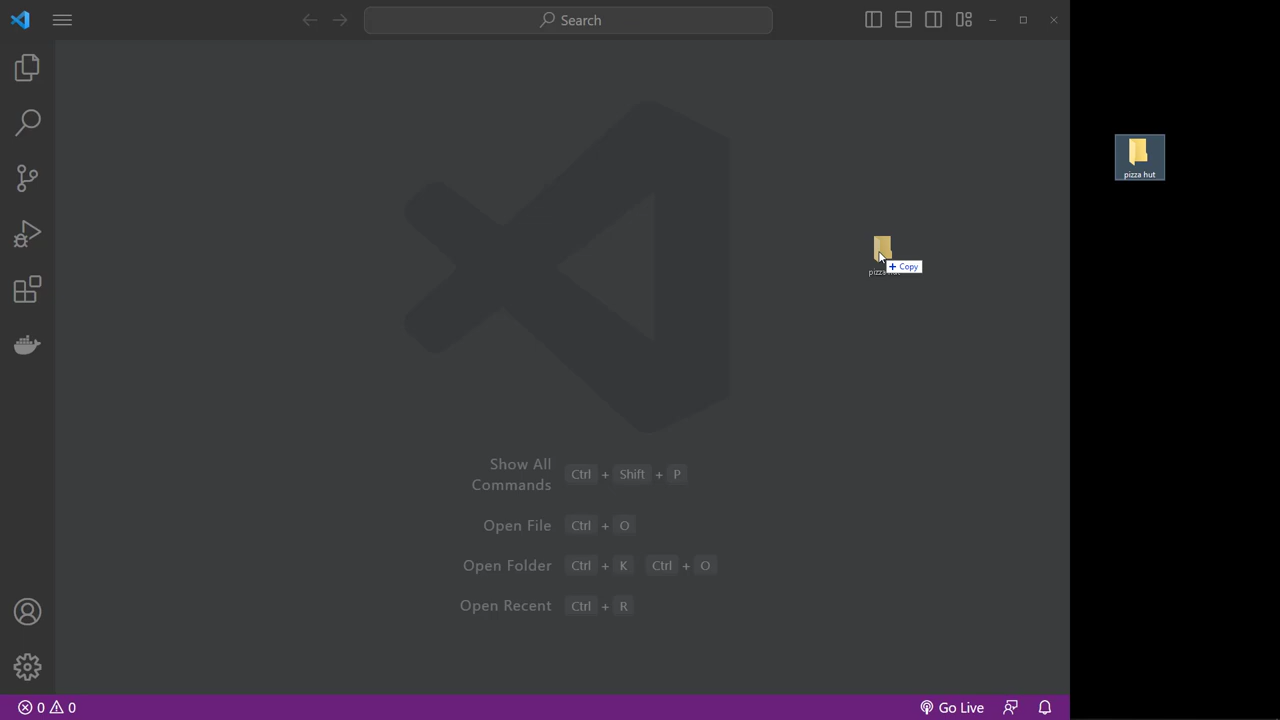 Search
pizza hut
+ Copy
Show All
Commands
Ctrl + Shift + P
Open File
Ctrl + O
Open Folder
Ctrl + K Ctrl + O
Open Recent
Ctrl + R
0 0
Go Live